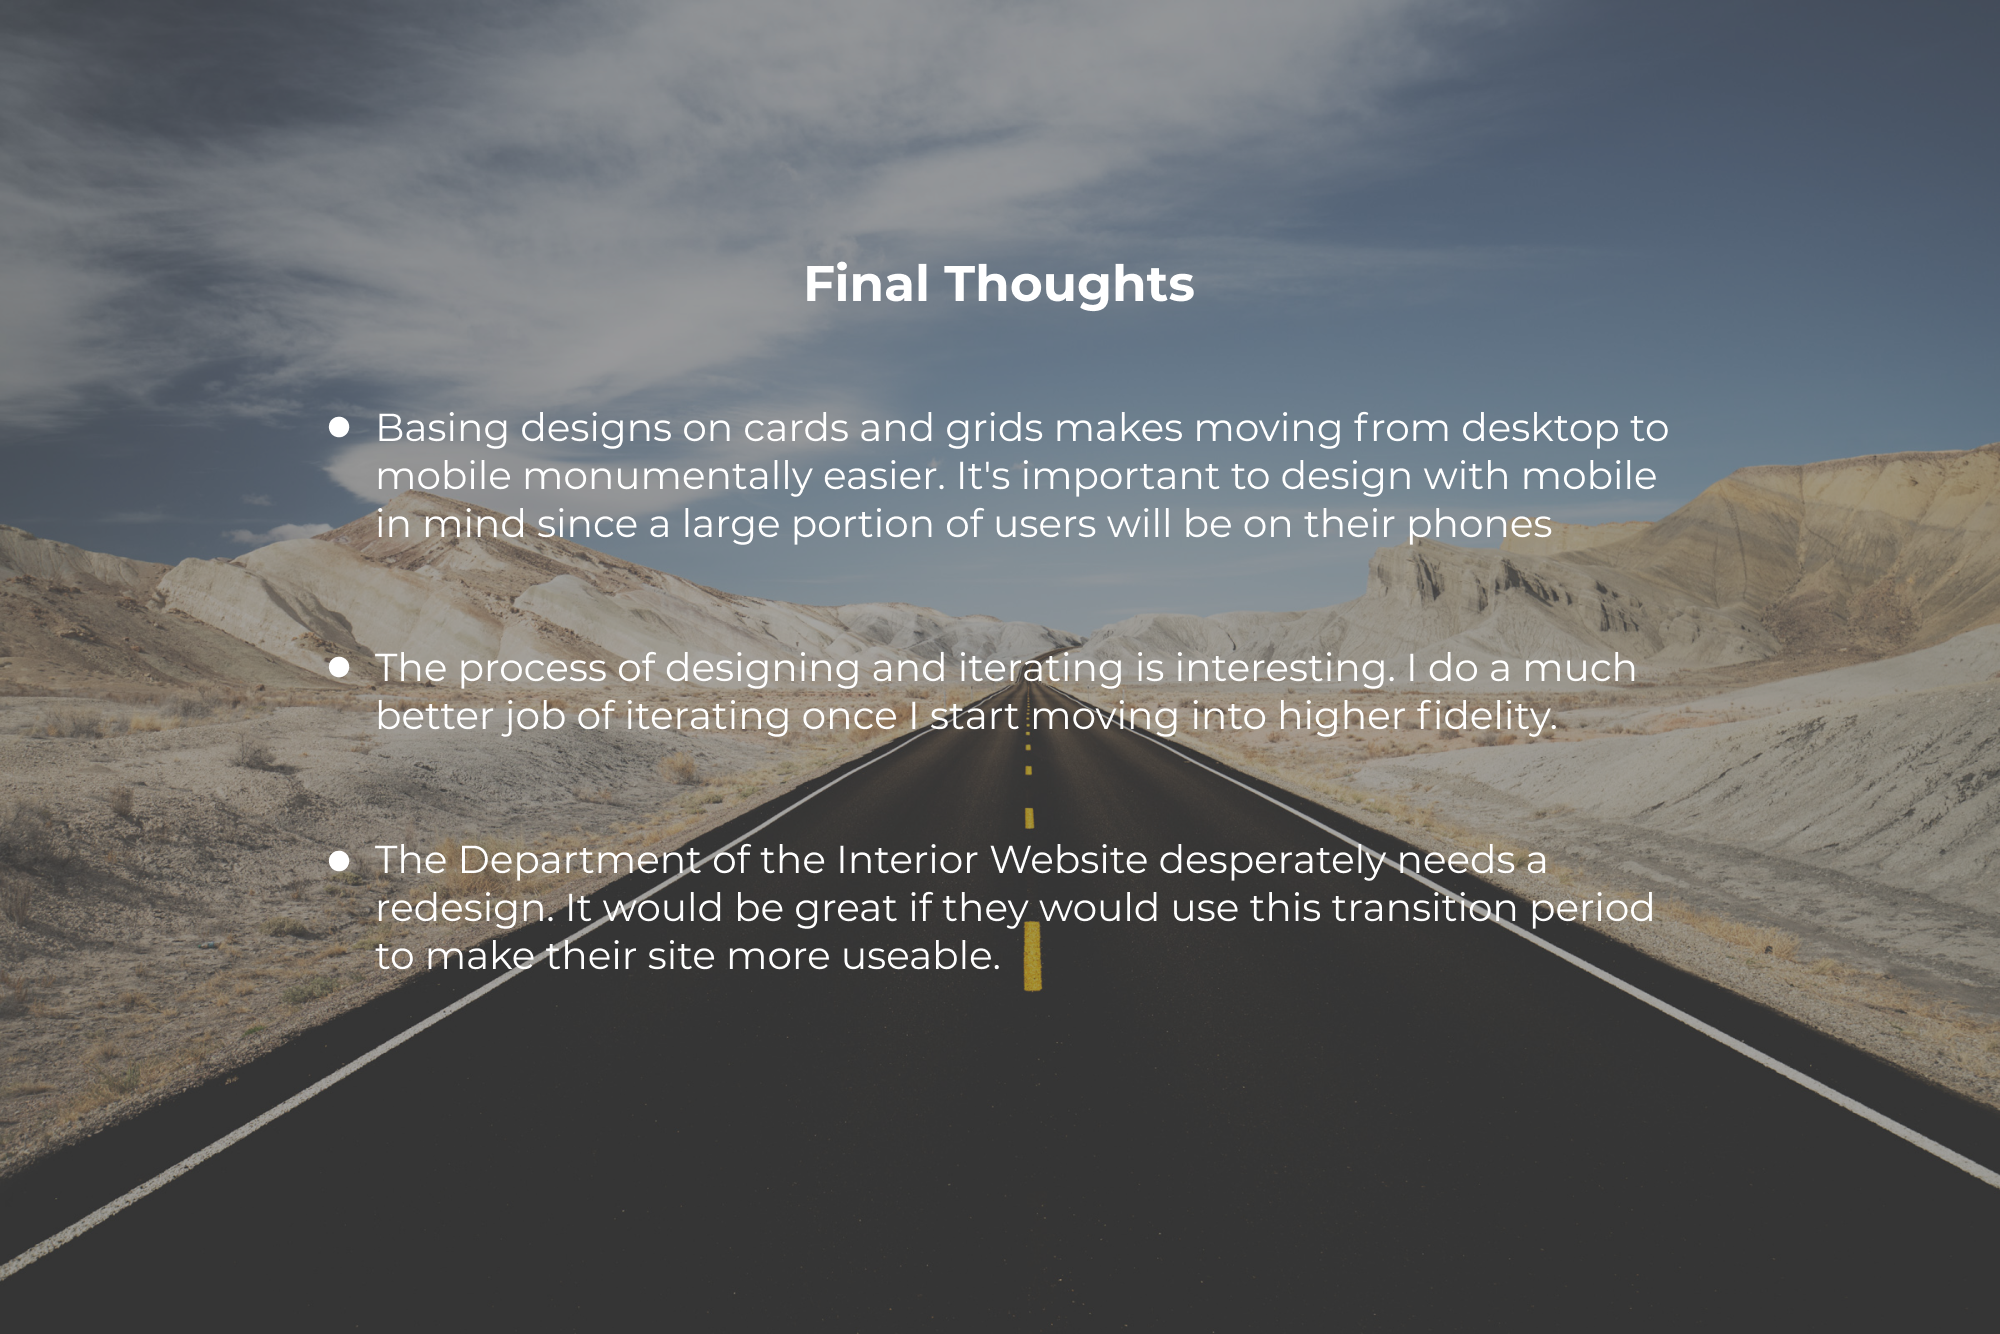 Final Thoughts
● Basing designs on cards and grids makes moving from desktop to
mobile monumentally easier. It's important to design with mobile
in mind since a large portion of users will be on their phones
● The process of designing and iterating is interesting. I do a much
better job of iterating once I start moving into higher fidelity.
● The Department of the Interior Website desperately needs a
redesign. It would be great if they would use this transition period
to make their site more useable.